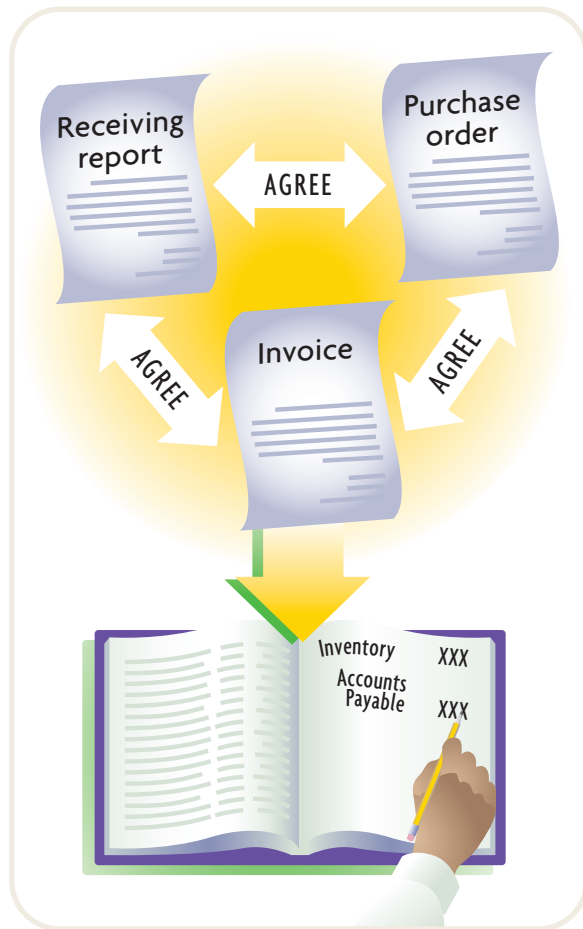 Receiving
report
Purchase
order
AGREE
Invoice
AGREE
AGREE
Inventory XXX
Accounts
Payable XXX